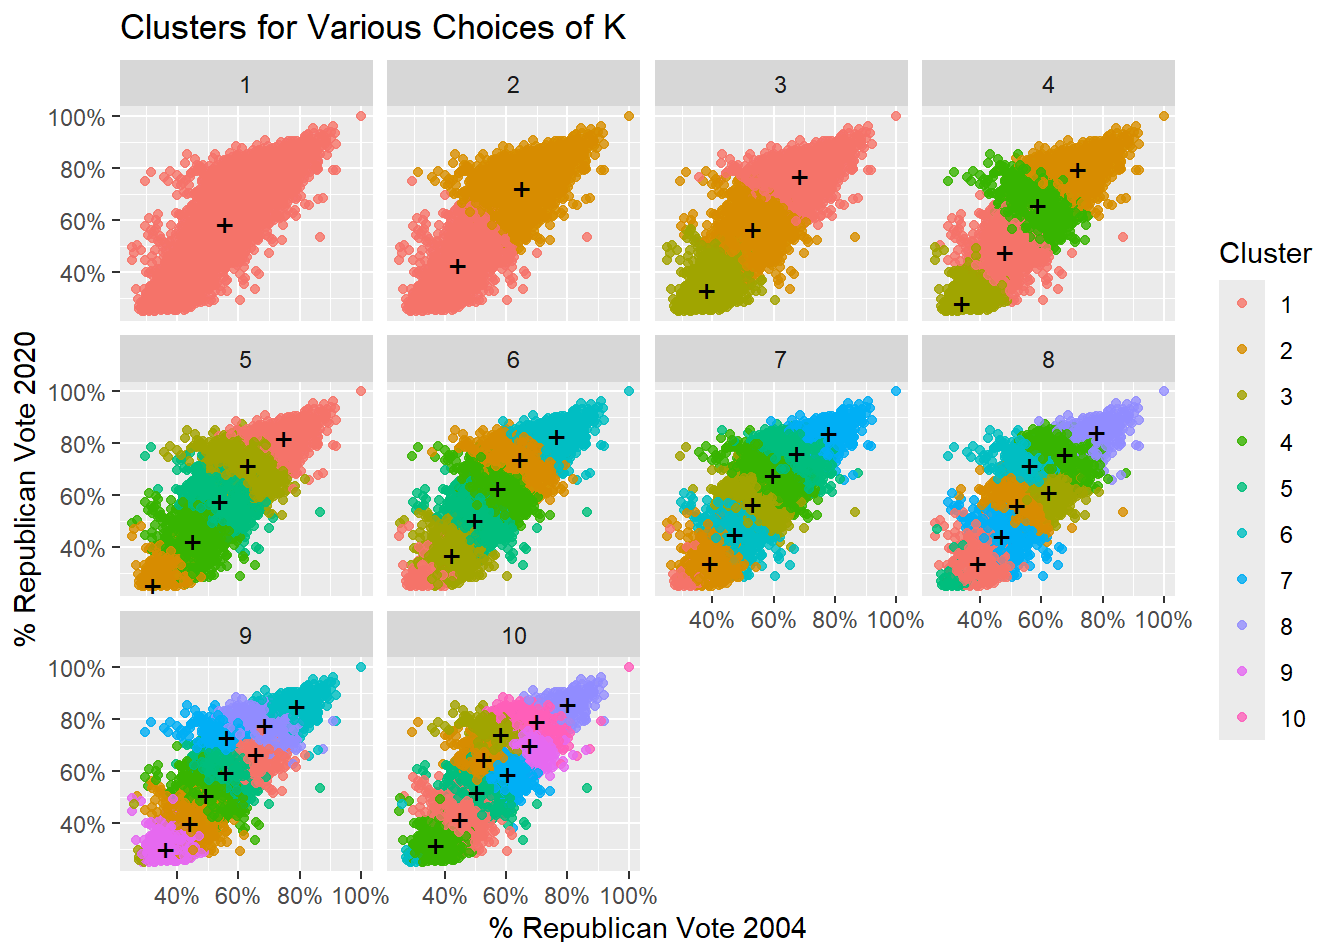 Clusters for Various Choices of K
1 2 3 4
100%
80%
60%
40%
5 6 7 8
100%
80%
60%
40%
40% 60% 80% 100% 40% 60% 80% 100%
9 10
100%
80%
60%
40%
40% 60% 80% 100% 40% 60% 80% 100%
% Republican Vote 2004
% Republican Vote 2020
Cluster
1
2
3
4
5
6
7
8
9
10